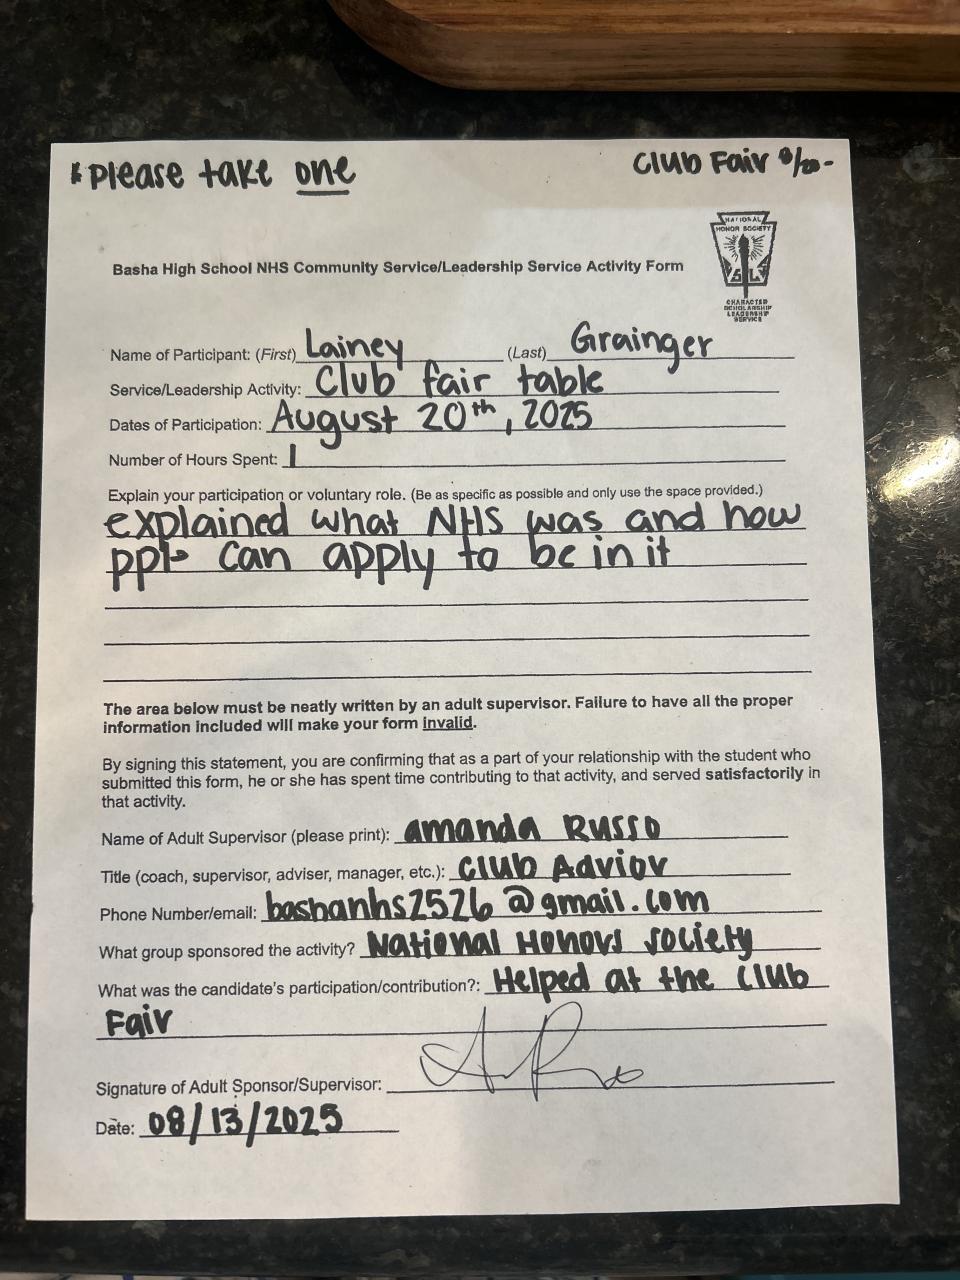 * please take one
Club Fair 8/20-
NATIONAL
HONOR SOCIETY
CHARACTER
SCHOLARSHIP
LEADERSHIP
SERVICE
Basha High School NHS Community Service/Leadership Service Activity Form
Name of Participant: (First) Lainey (Last) Grainger
Service/Leadership Activity: Club fair table
Dates of Participation: August 20th, 2025
Number of Hours Spent: 1
Explain your participation or voluntary role. (Be as specific as possible and only use the space provided.)
explained what NHS was and how
ppl can apply to be in it
The area below must be neatly written by an adult supervisor. Failure to have all the proper
information included will make your form invalid.
By signing this statement, you are confirming that as a part of your relationship with the student who
submitted this form, he or she has spent time contributing to that activity, and served satisfactorily in
that activity.
Name of Adult Supervisor (please print): amanda Russo
Title (coach, supervisor, adviser, manager, etc.): Club Advior
Phone Number/email: bashanhs2526@gmail.com
What group sponsored the activity? National Honors society
What was the candidate's participation/contribution?: Helped at the Club
Fair
Signature of Adult Sponsor/Supervisor:
Date: 08/13/2025